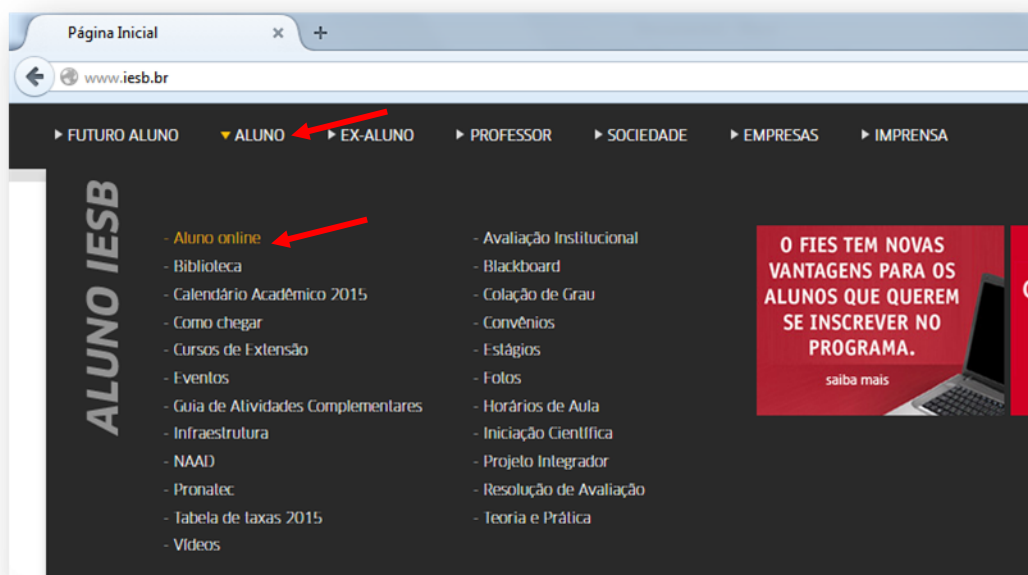 Página Inicial
www.iesb.br
FUTURO ALUNO ALUNO EX-ALUNO PROFESSOR SOCIEDADE EMPRESAS IMPRENSA
ALUNO IESB
- Aluno online
- Biblioteca
- Calendário Acadêmico 2015
- Como chegar
- Cursos de Extensão
- Eventos
- Guia de Atividades Complementares
- Infraestrutura
- NAAD
- Pronatec
- Tabela de taxas 2015
- Vídeos
- Avaliação Institucional
- Blackboard
- Colação de Grau
- Convênios
- Estágios
- Fotos
- Horários de Aula
- Iniciação Científica
- Projeto Integrador
- Resolução de Avaliação
- Teoria e Prática
O FIES TEM NOVAS
VANTAGENS PARA OS
ALUNOS QUE QUEREM
SE INSCREVER NO
PROGRAMA.
saiba mais